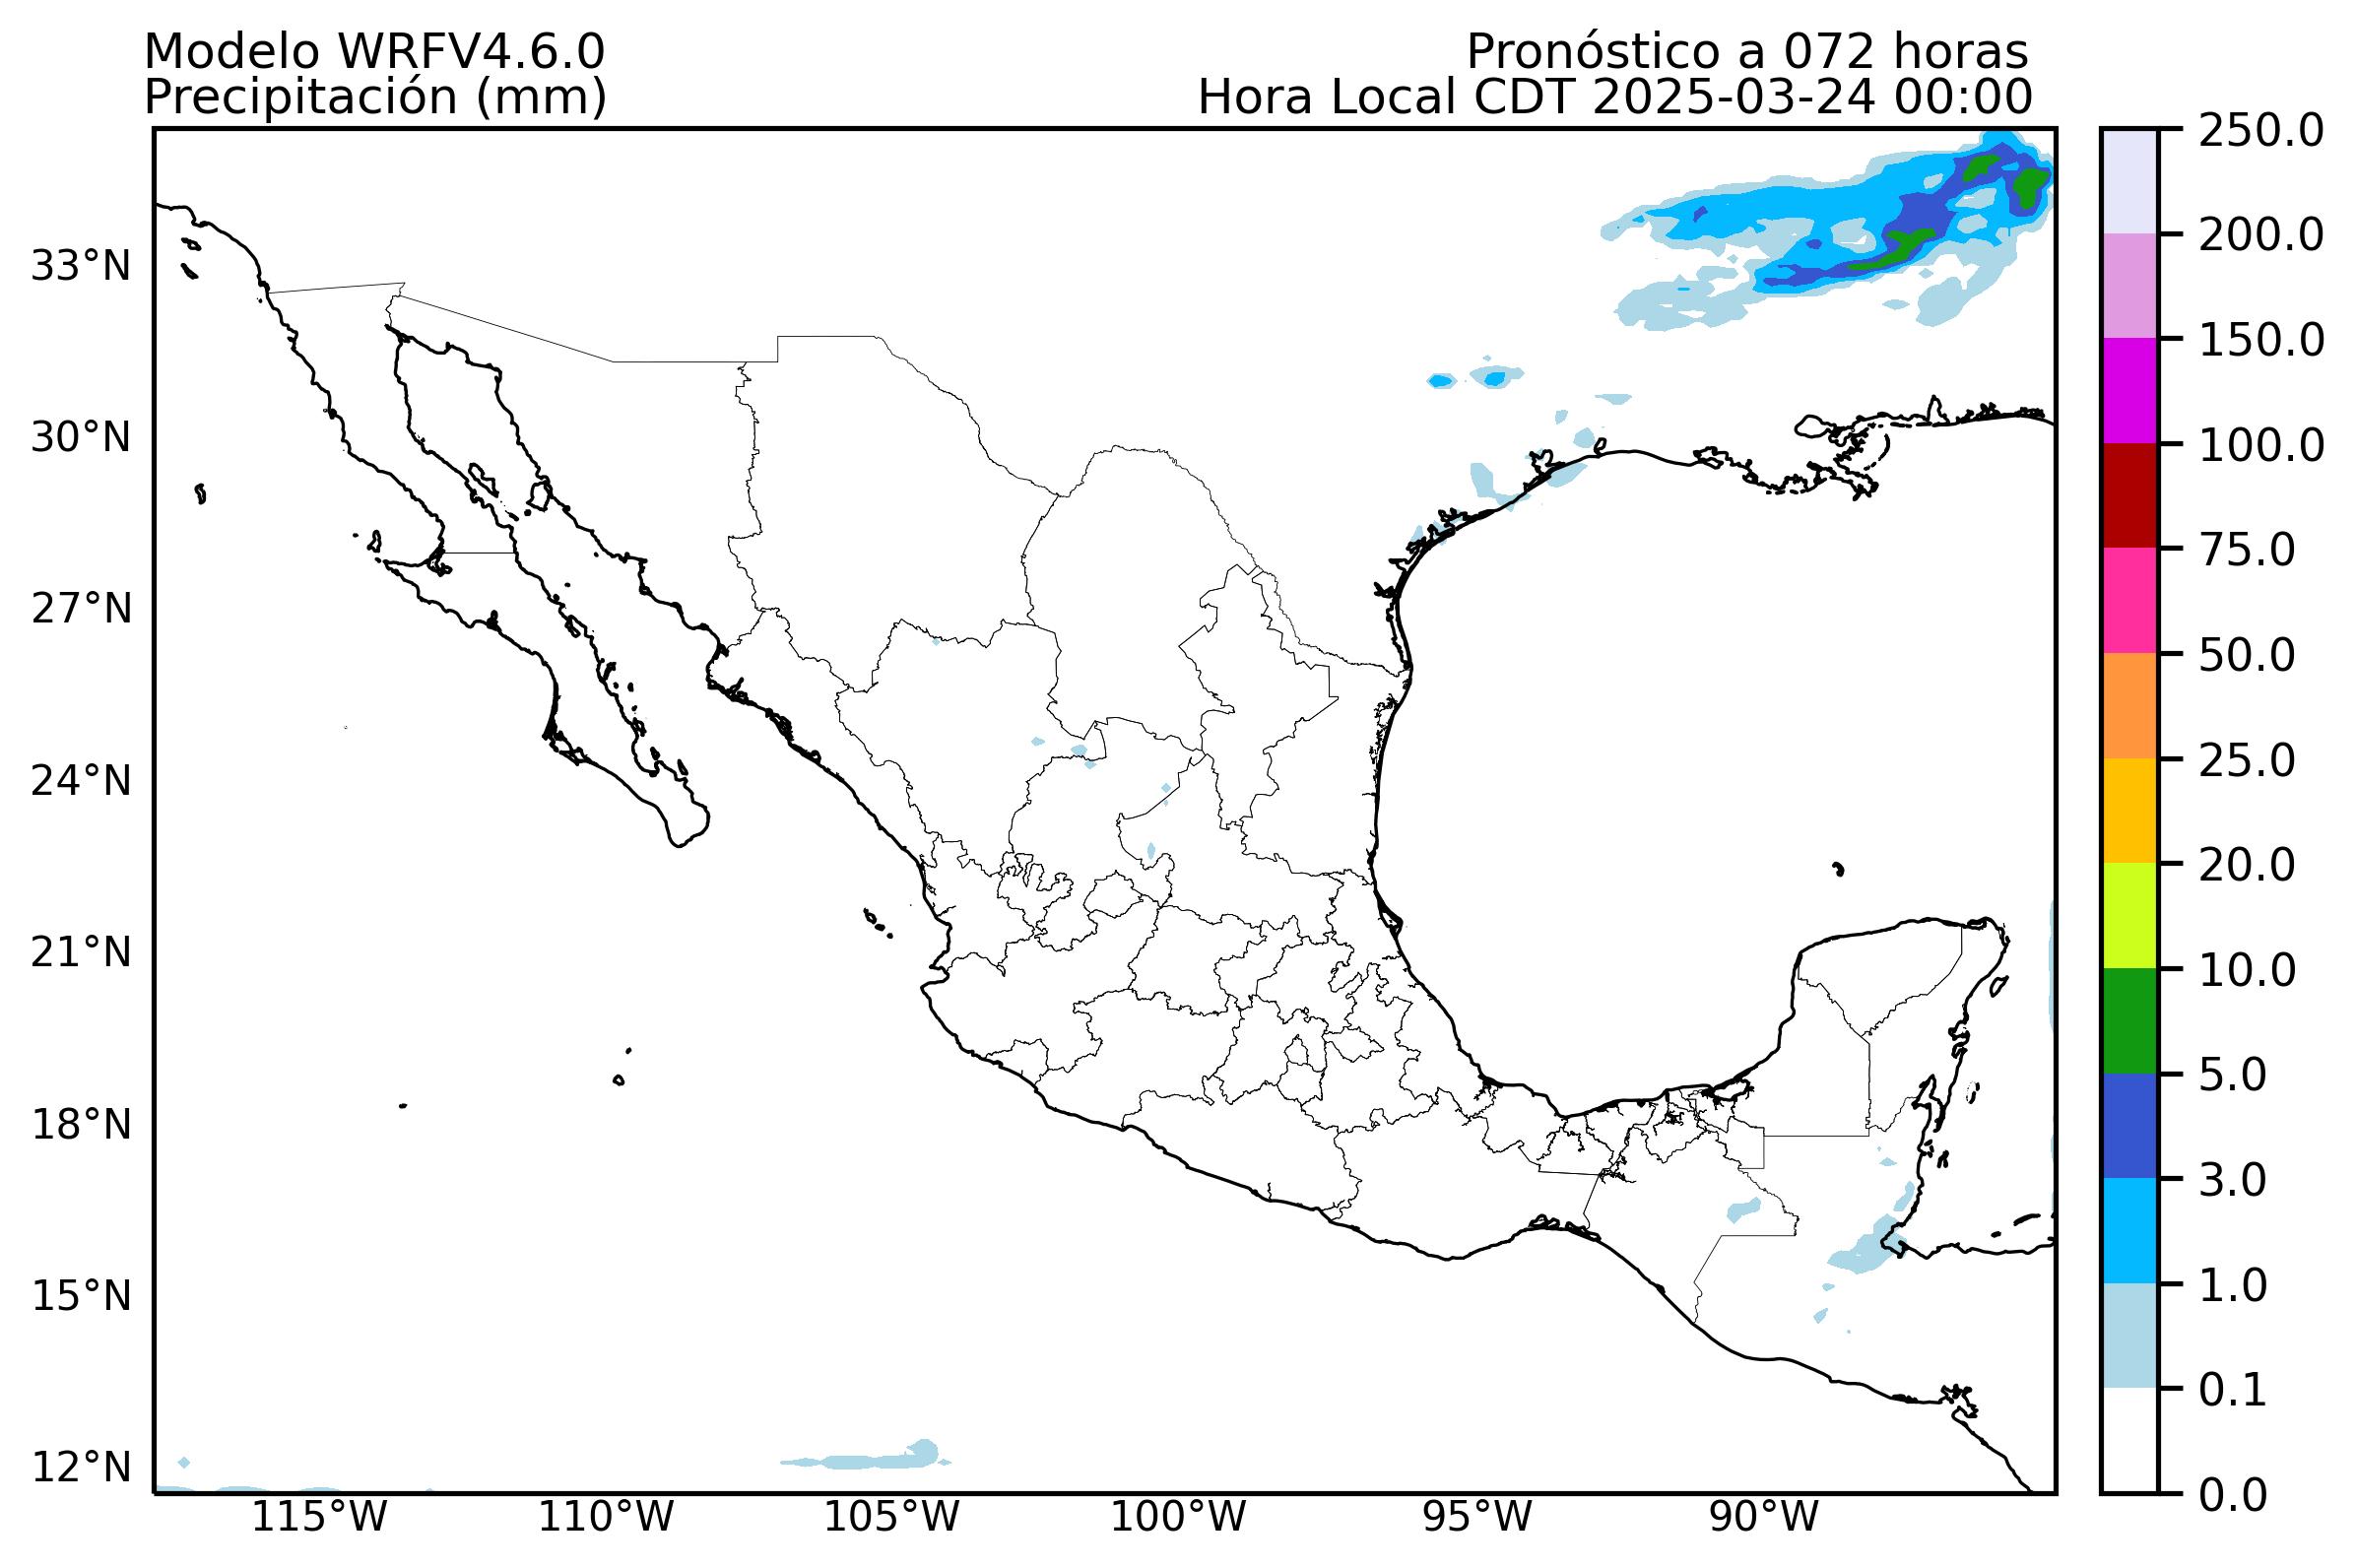 Modelo WRFV4.6.0
Precipitación (mm)
Pronóstico a 072 horas
Hora Local CDT 2025-03-24 00:00
33°N
30°N
27°N
24°N
21°N
18°N
15°N
12°N
115°W
110°W
105°W
100°W
95°W
90°W
250.0
200.0
150.0
100.0
75.0
50.0
25.0
20.0
10.0
5.0
3.0
1.0
0.1
0.0